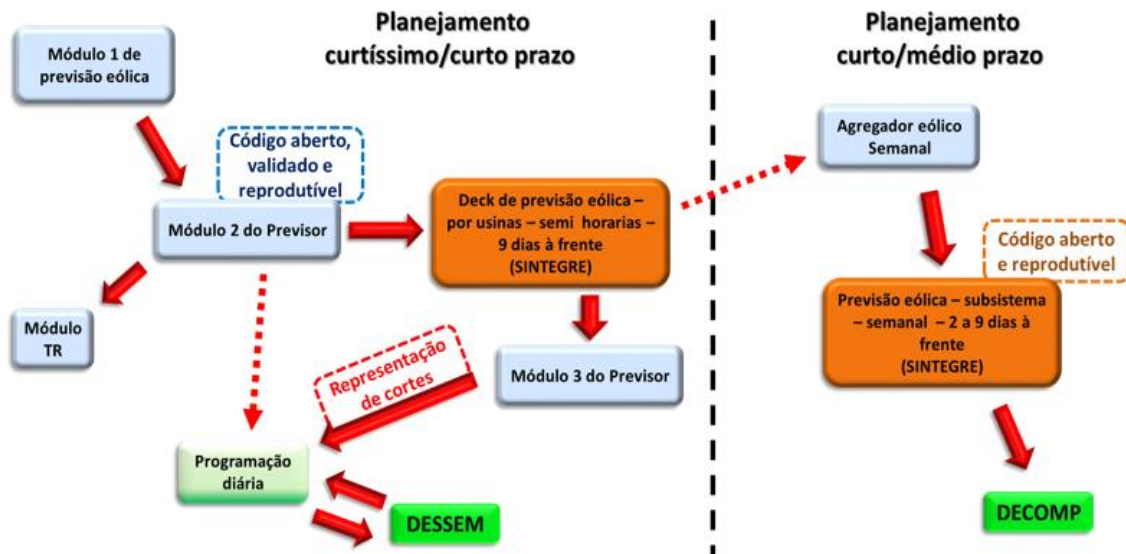 Planejamento
curtíssimo/curto prazo
Módulo 1 de
previsão eólica
Código aberto,
validado e
reprodutível
Módulo 2 do Previsor
Deck de previsão eólica –
por usinas – semi horarias –
9 dias à frente
(SINTEGRE)
Módulo
TR
Módulo 3 do Previsor
Representação
de cortes
Programação
diária
DESSEM
Planejamento
curto/médio prazo
Agregador eólico
Semanal
Código aberto
e reprodutível
Previsão eólica – subsistema
– semanal – 2 a 9 dias à
frente
(SINTEGRE)
DECOMP